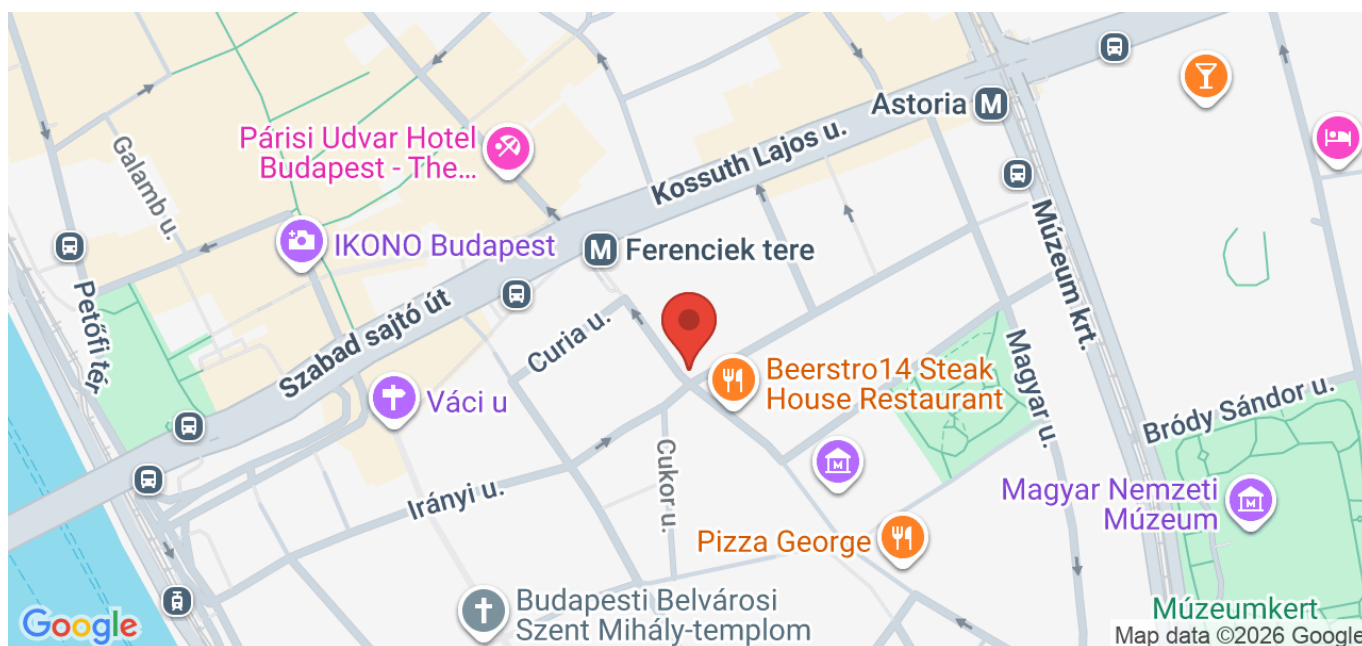 Astoria
Párisi Udvar Hotel
Budapest - The...
Kossuth Lajos u.
Galamb u.
Múzeum krt.
IKONO Budapest
Ferenciek tere
Petőfi tér.
Szabad sajtó út
Curia u.
Beerstro14 Steak
House Restaurant
Magyar u.
Váci u
Bródy Sándor u.
Cukor u.
Irányi u.
Magyar Nemzeti
Múzeum
Pizza George
Budapesti Belvárosi
Szent Mihály-templom
Múzeumkert
Google
Map data ©2026 Google